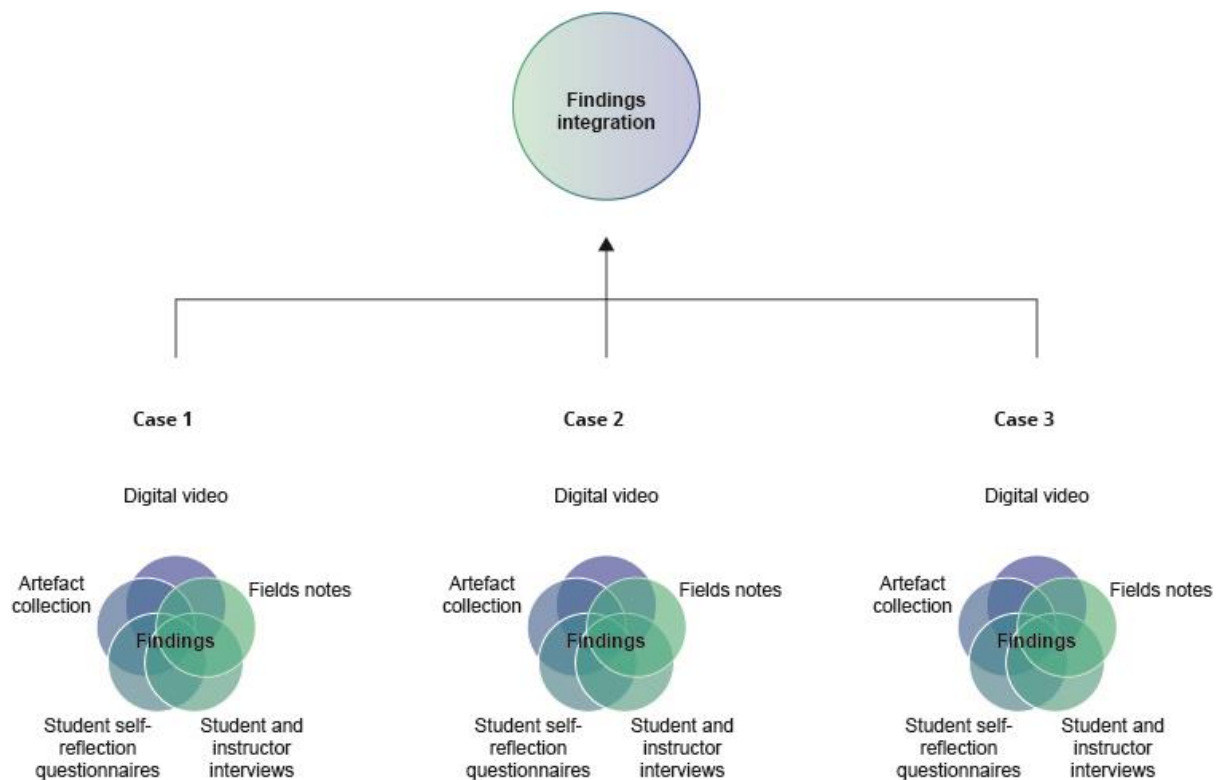 Findings
integration
Case 1
Case 2
Case 3
Digital video
Artefact
collection
Fields notes
Findings
Student self-
reflection
questionnaires
Student and
instructor
interviews
Digital video
Artefact
collection
Fields notes
Findings
Student self-
reflection
questionnaires
Student and
instructor
interviews
Digital video
Artefact
collection
Fields notes
Findings
Student self-
reflection
questionnaires
Student and
instructor
interviews